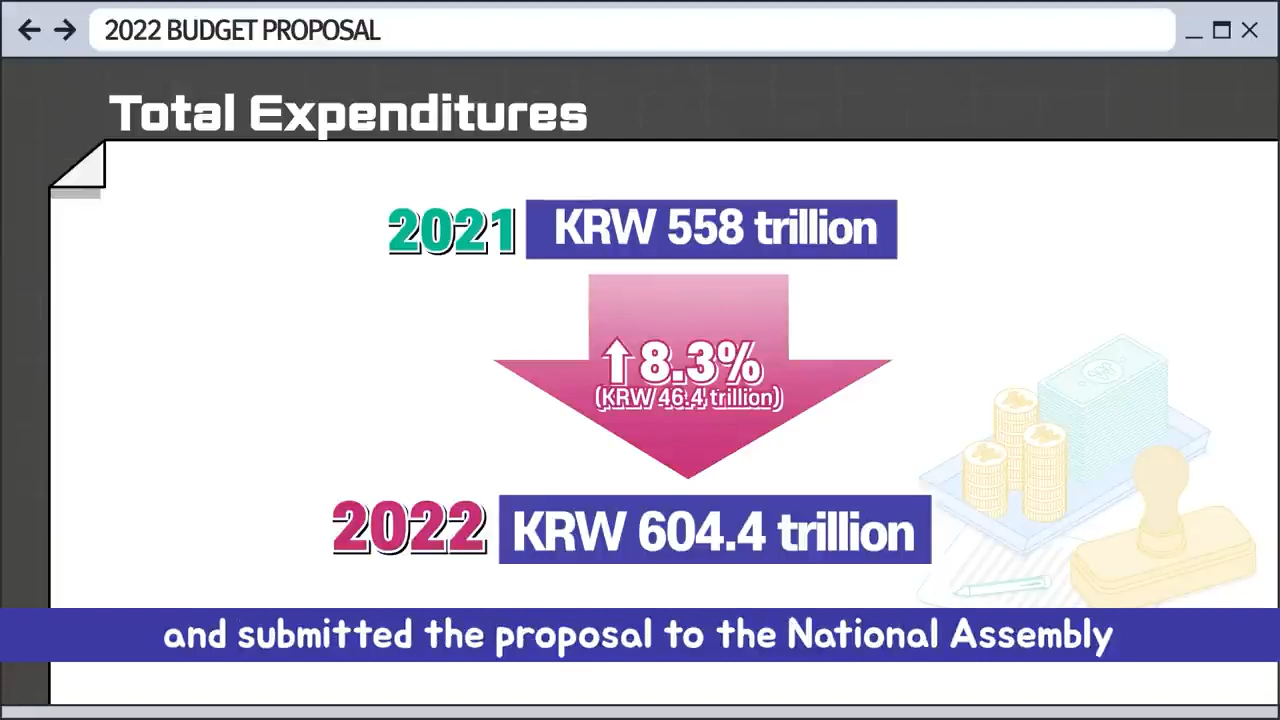 2022 BUDGET PROPOSAL
Total Expenditures
2021 KRW 558 trillion
↑ 8.3%
(KRW 46.4 trillion)
2022 KRW 604.4 trillion
and submitted the proposal to the National Assembly